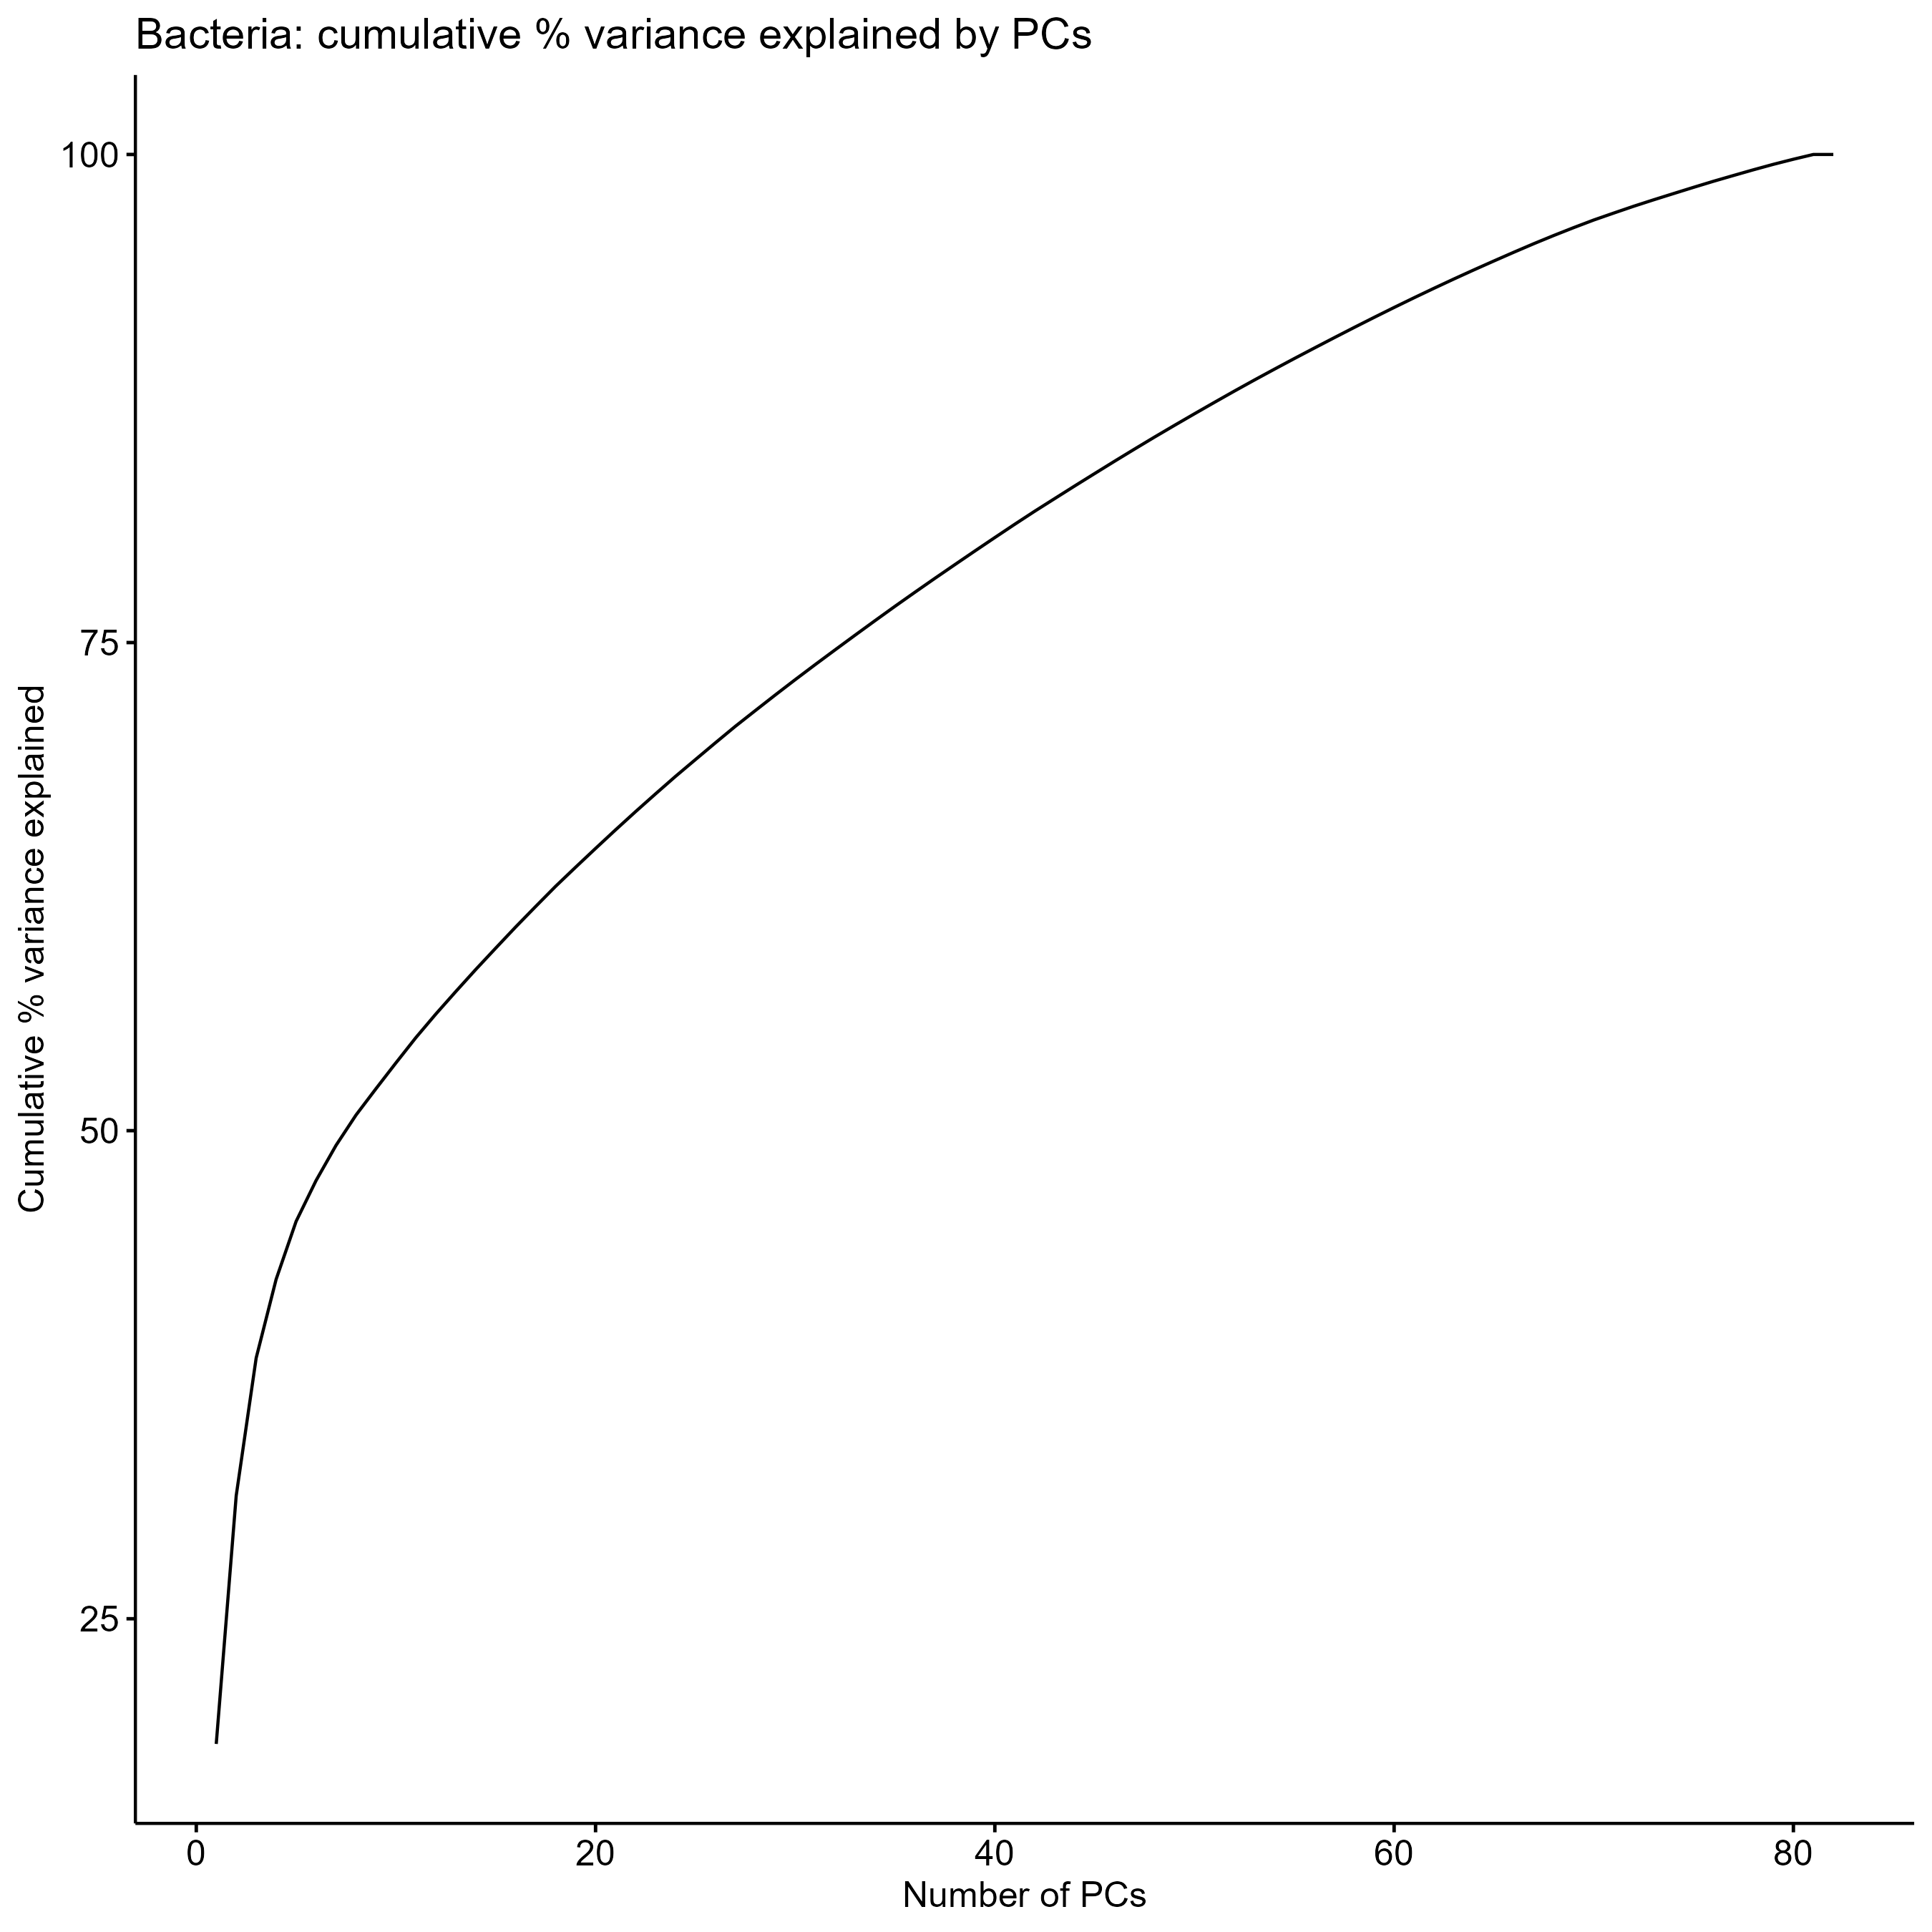 Bacteria: cumulative % variance explained by PCs
Cumulative % variance explained
100
75
50
25
0 20 40 60 80
Number of PCs